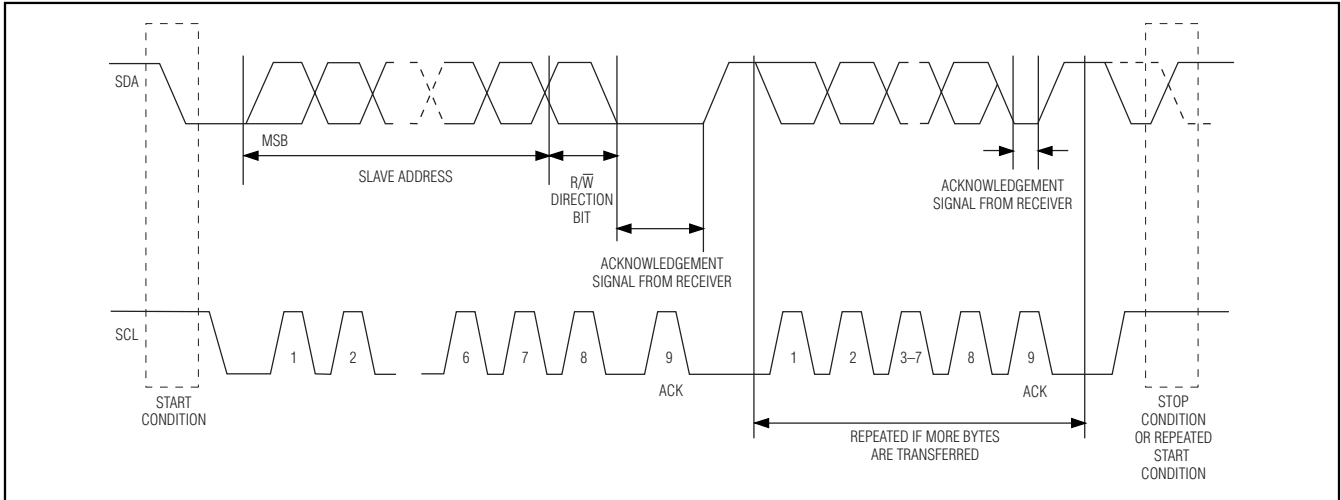 SDA
MSB
SLAVE ADDRESS
R/W̅
DIRECTION
BIT
ACKNOWLEDGEMENT
SIGNAL FROM RECEIVER
ACKNOWLEDGEMENT
SIGNAL FROM RECEIVER
SCL
1 2 6 7 8 9 1 2 3–7 8 9
ACK ACK
START
CONDITION
REPEATED IF MORE BYTES
ARE TRANSFERRED
STOP
CONDITION
OR REPEATED
START
CONDITION